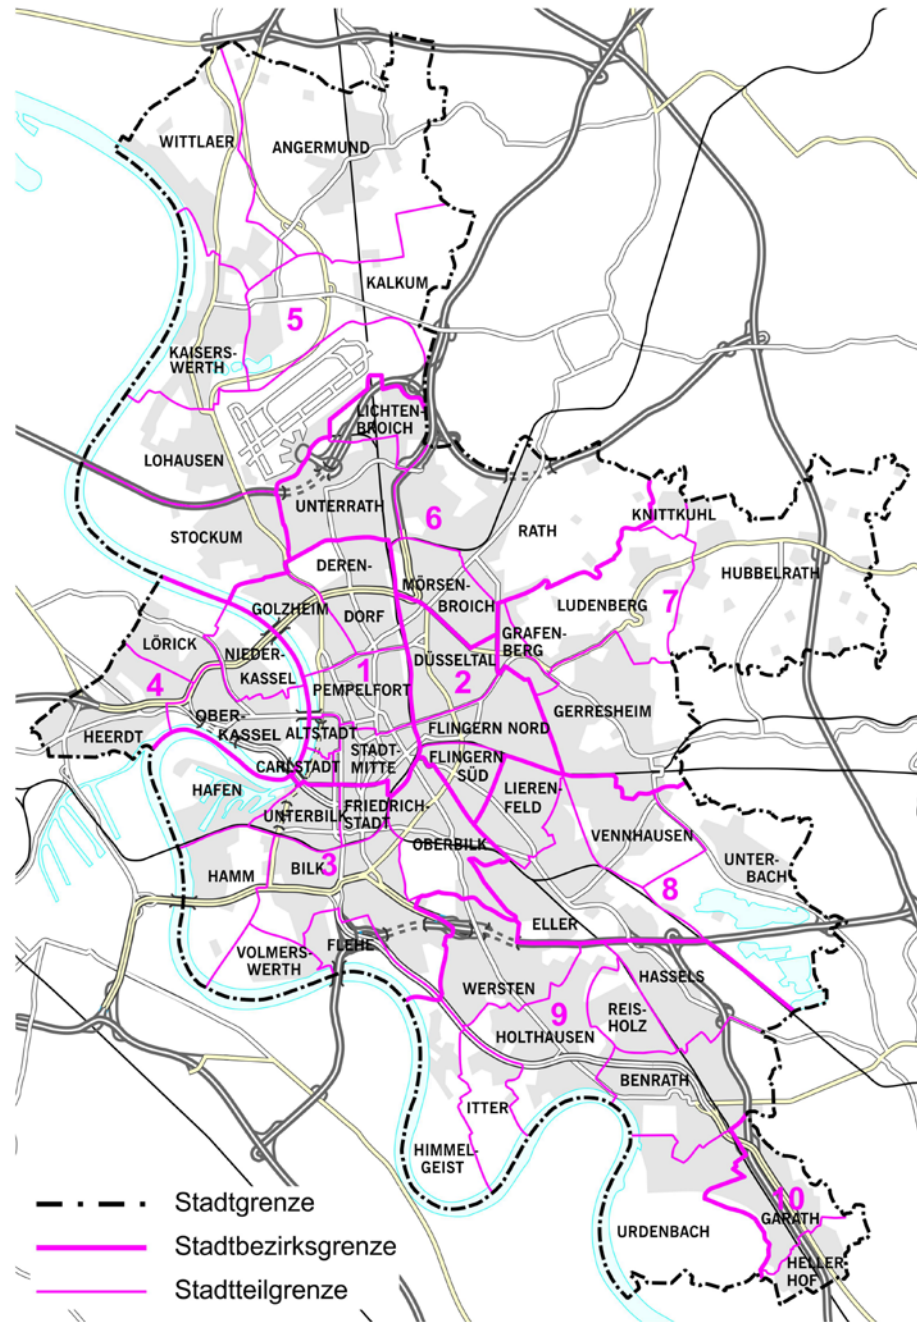 WITTLAER
ANGERMUND
KALKUM
5
KAISERS-
WERTH
LICHTEN-
BROICH
LOHAUSEN
UNTERRATH
6
KNITTKUHL
RATH
STOCKUM
DEREN-
HUBBELRATH
MÖRSEN-
BROICH
7
GOLZHEIM
DORF
LUDENBERG
LÖRICK
GRAFEN-
BERG
NIEDER-
KASSEL
DÜSSELTAL
1
4
2
PEMPELFORT
GERRESHEIM
OBER-
KASSEL
FLINGERN NORD
HEERDT
ALTSTADT
STADT-
MITTE
FLINGERN
SÜD
CARLSTADT
HAFEN
LIEREN-
FELD
UNTERBILK
FRIEDRICH-
STADT
OBERBILK
VENNHAUSEN
UNTER-
BACH
3
BILK
HAMM
8
ELLER
FLEHE
VOLMERS-
WERTH
HASSELS
WERSTEN
REIS-
HOLZ
9
HOLTHAUSEN
BENRATH
ITTER
HIMMEL-
GEIST
10
GARATH
URDENBACH
HELLER
HOF
Stadtgrenze
Stadtbezirksgrenze
Stadtteilgrenze